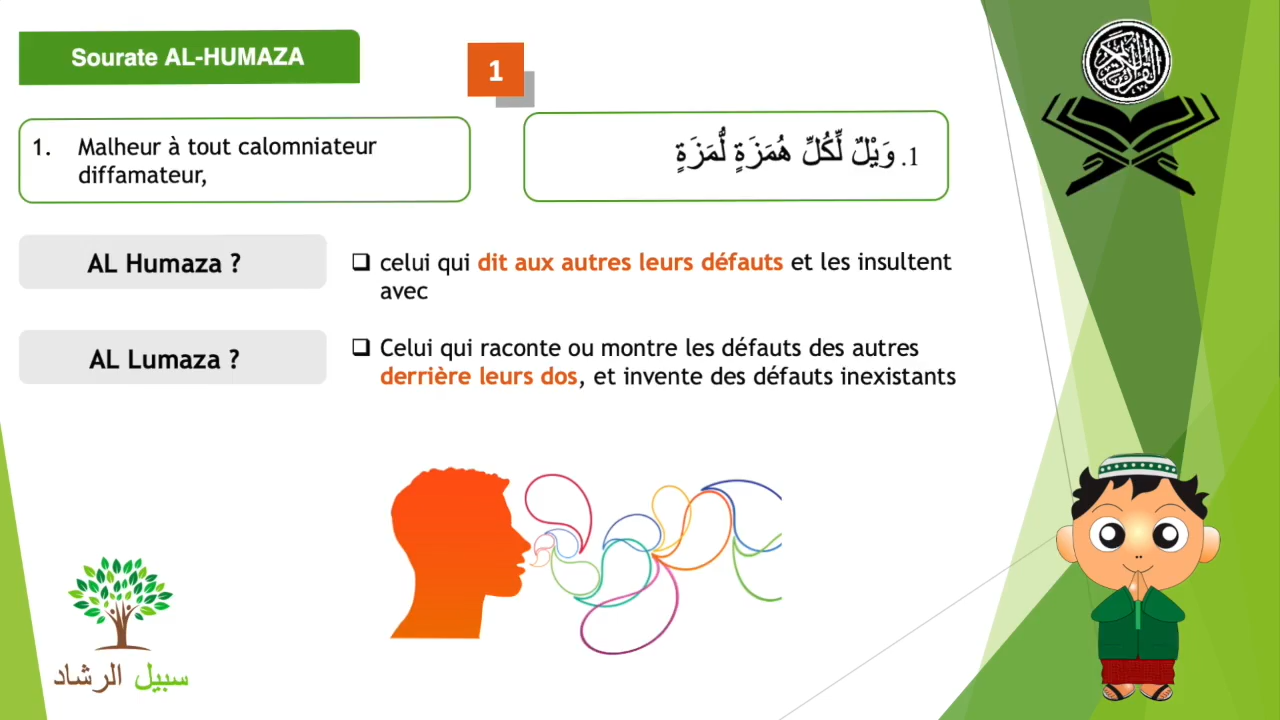 Sourate AL-HUMAZA
1
1. Malheur à tout calomniateur
diffamateur,
1. وَيْلٌ لِّكُلِّ هُمَزَةٍ لُّمَزَةٍ
AL Humaza ?
❑ celui qui dit aux autres leurs défauts et les insultent
avec
AL Lumaza ?
❑ Celui qui raconte ou montre les défauts des autres
derrière leurs dos, et invente des défauts inexistants
سبيل الرشاد
القرآن الكريم